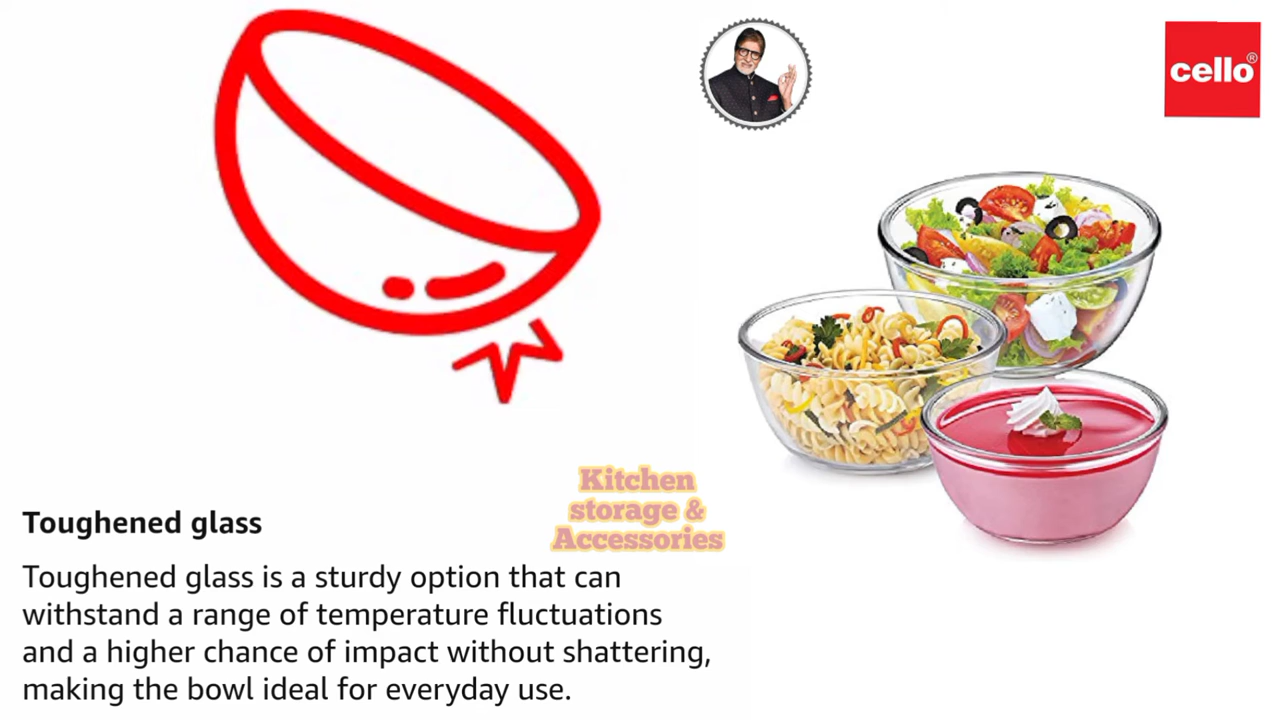 cello®
Kitchen
storage &
Accessories
Toughened glass
Toughened glass is a sturdy option that can
withstand a range of temperature fluctuations
and a higher chance of impact without shattering,
making the bowl ideal for everyday use.